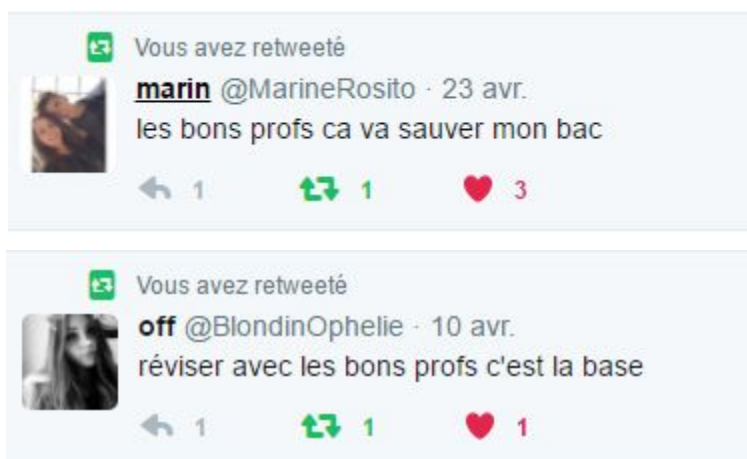 Vous avez retweeté
marin @MarineRosito · 23 avr.
les bons profs ca va sauver mon bac
1 1 3
Vous avez retweeté
off @BlondinOphelie · 10 avr.
réviser avec les bons profs c'est la base
1 1 1